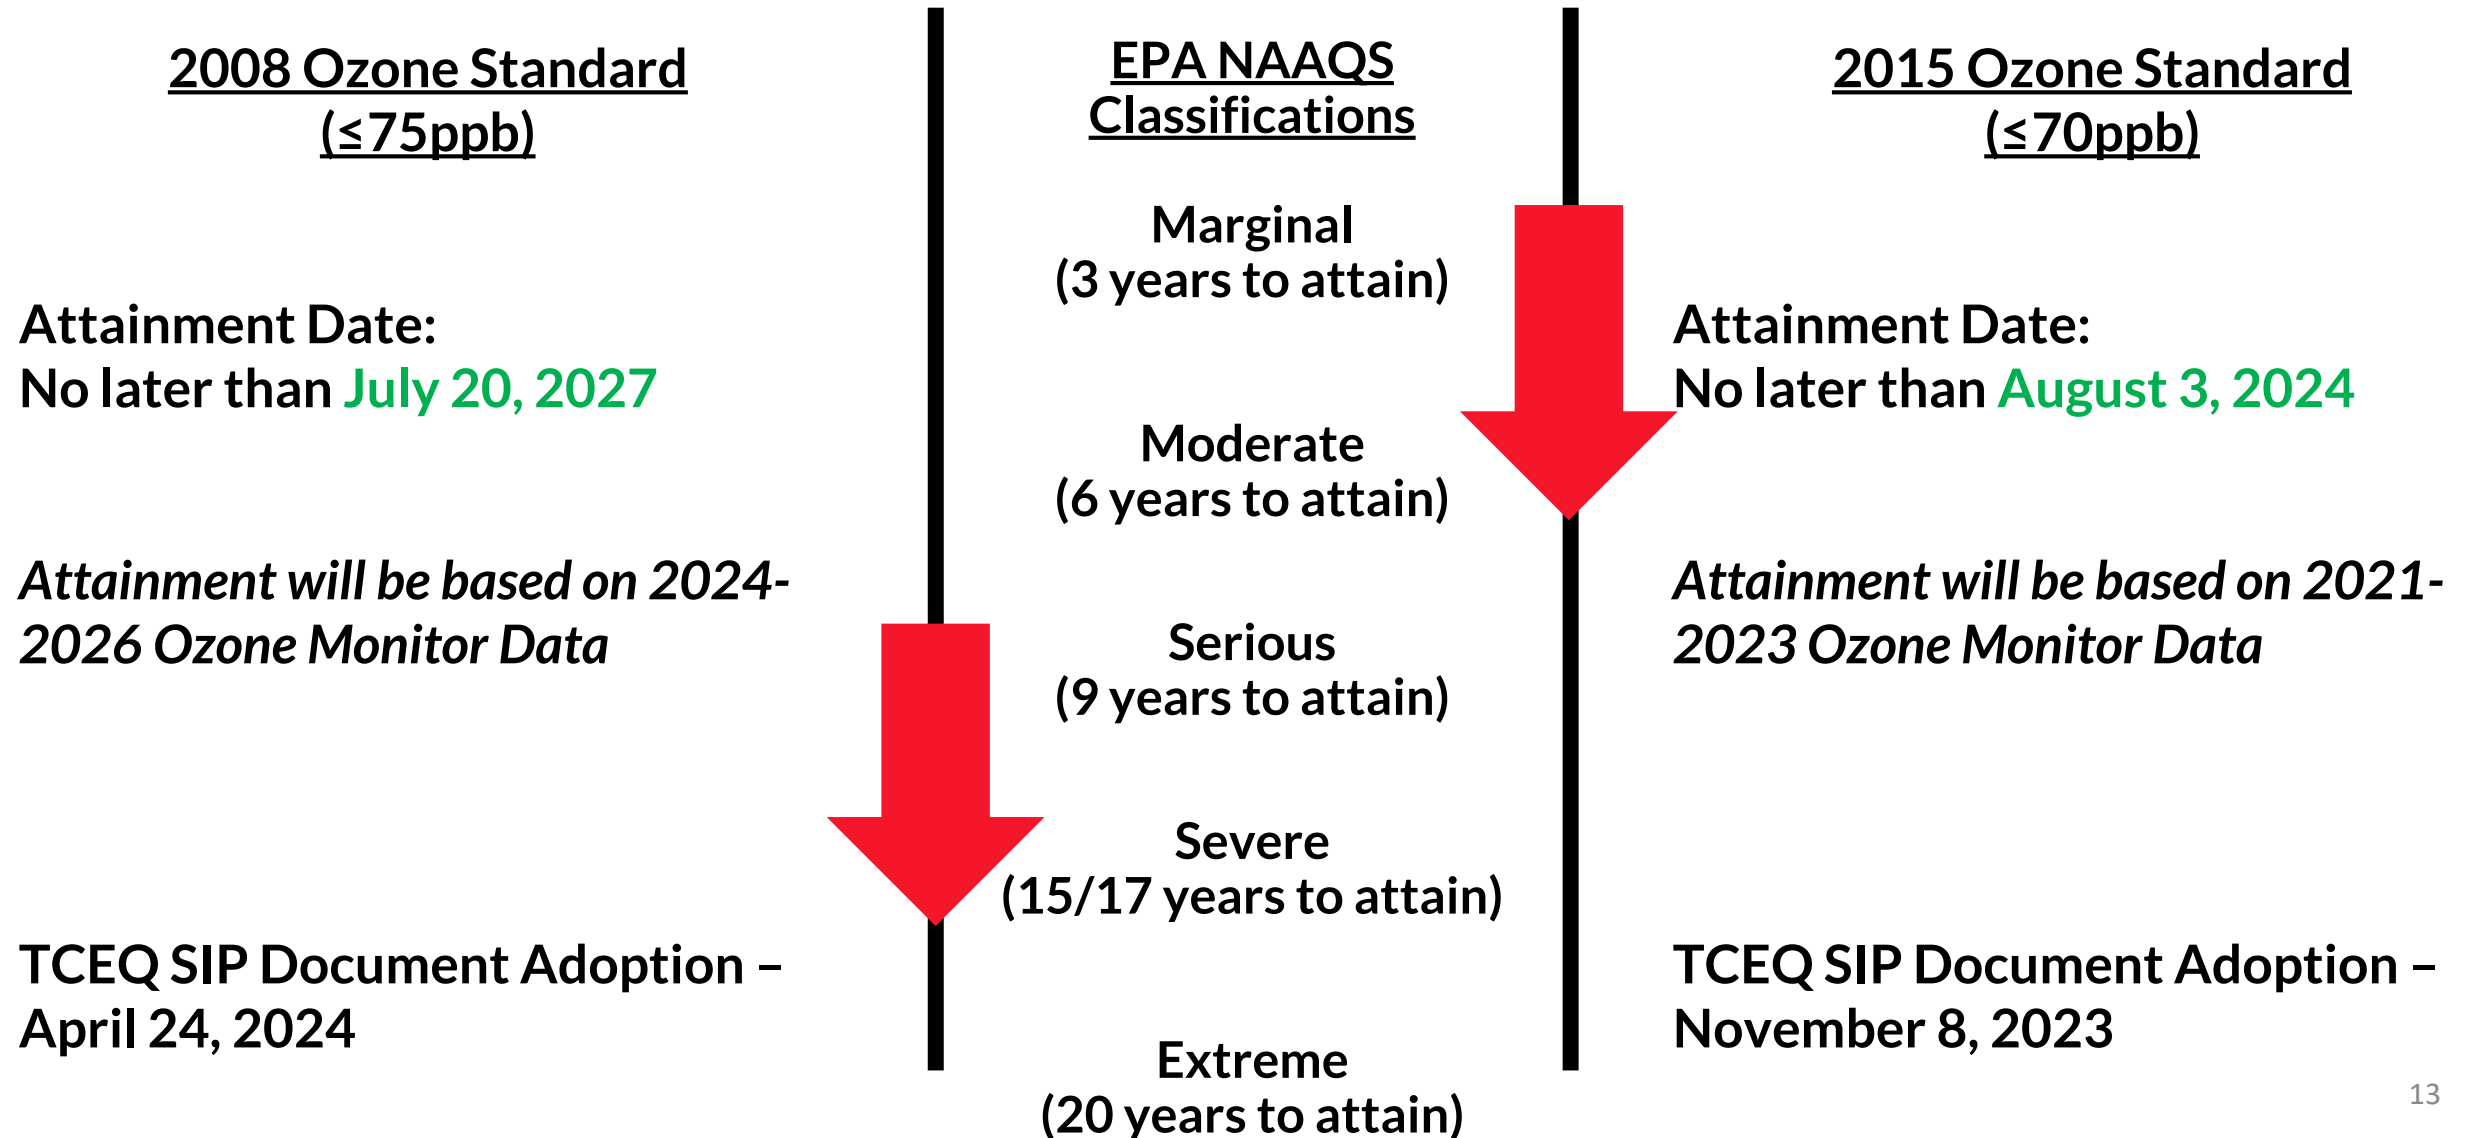 2008 Ozone Standard
(≤75ppb)
Attainment Date:
No later than July 20, 2027
Attainment will be based on 2024-
2026 Ozone Monitor Data
TCEQ SIP Document Adoption –
April 24, 2024
EPA NAAQS
Classifications
Marginal
(3 years to attain)
Moderate
(6 years to attain)
Serious
(9 years to attain)
Severe
(15/17 years to attain)
Extreme
(20 years to attain)
2015 Ozone Standard
(≤70ppb)
Attainment Date:
No later than August 3, 2024
Attainment will be based on 2021-
2023 Ozone Monitor Data
TCEQ SIP Document Adoption –
November 8, 2023
13